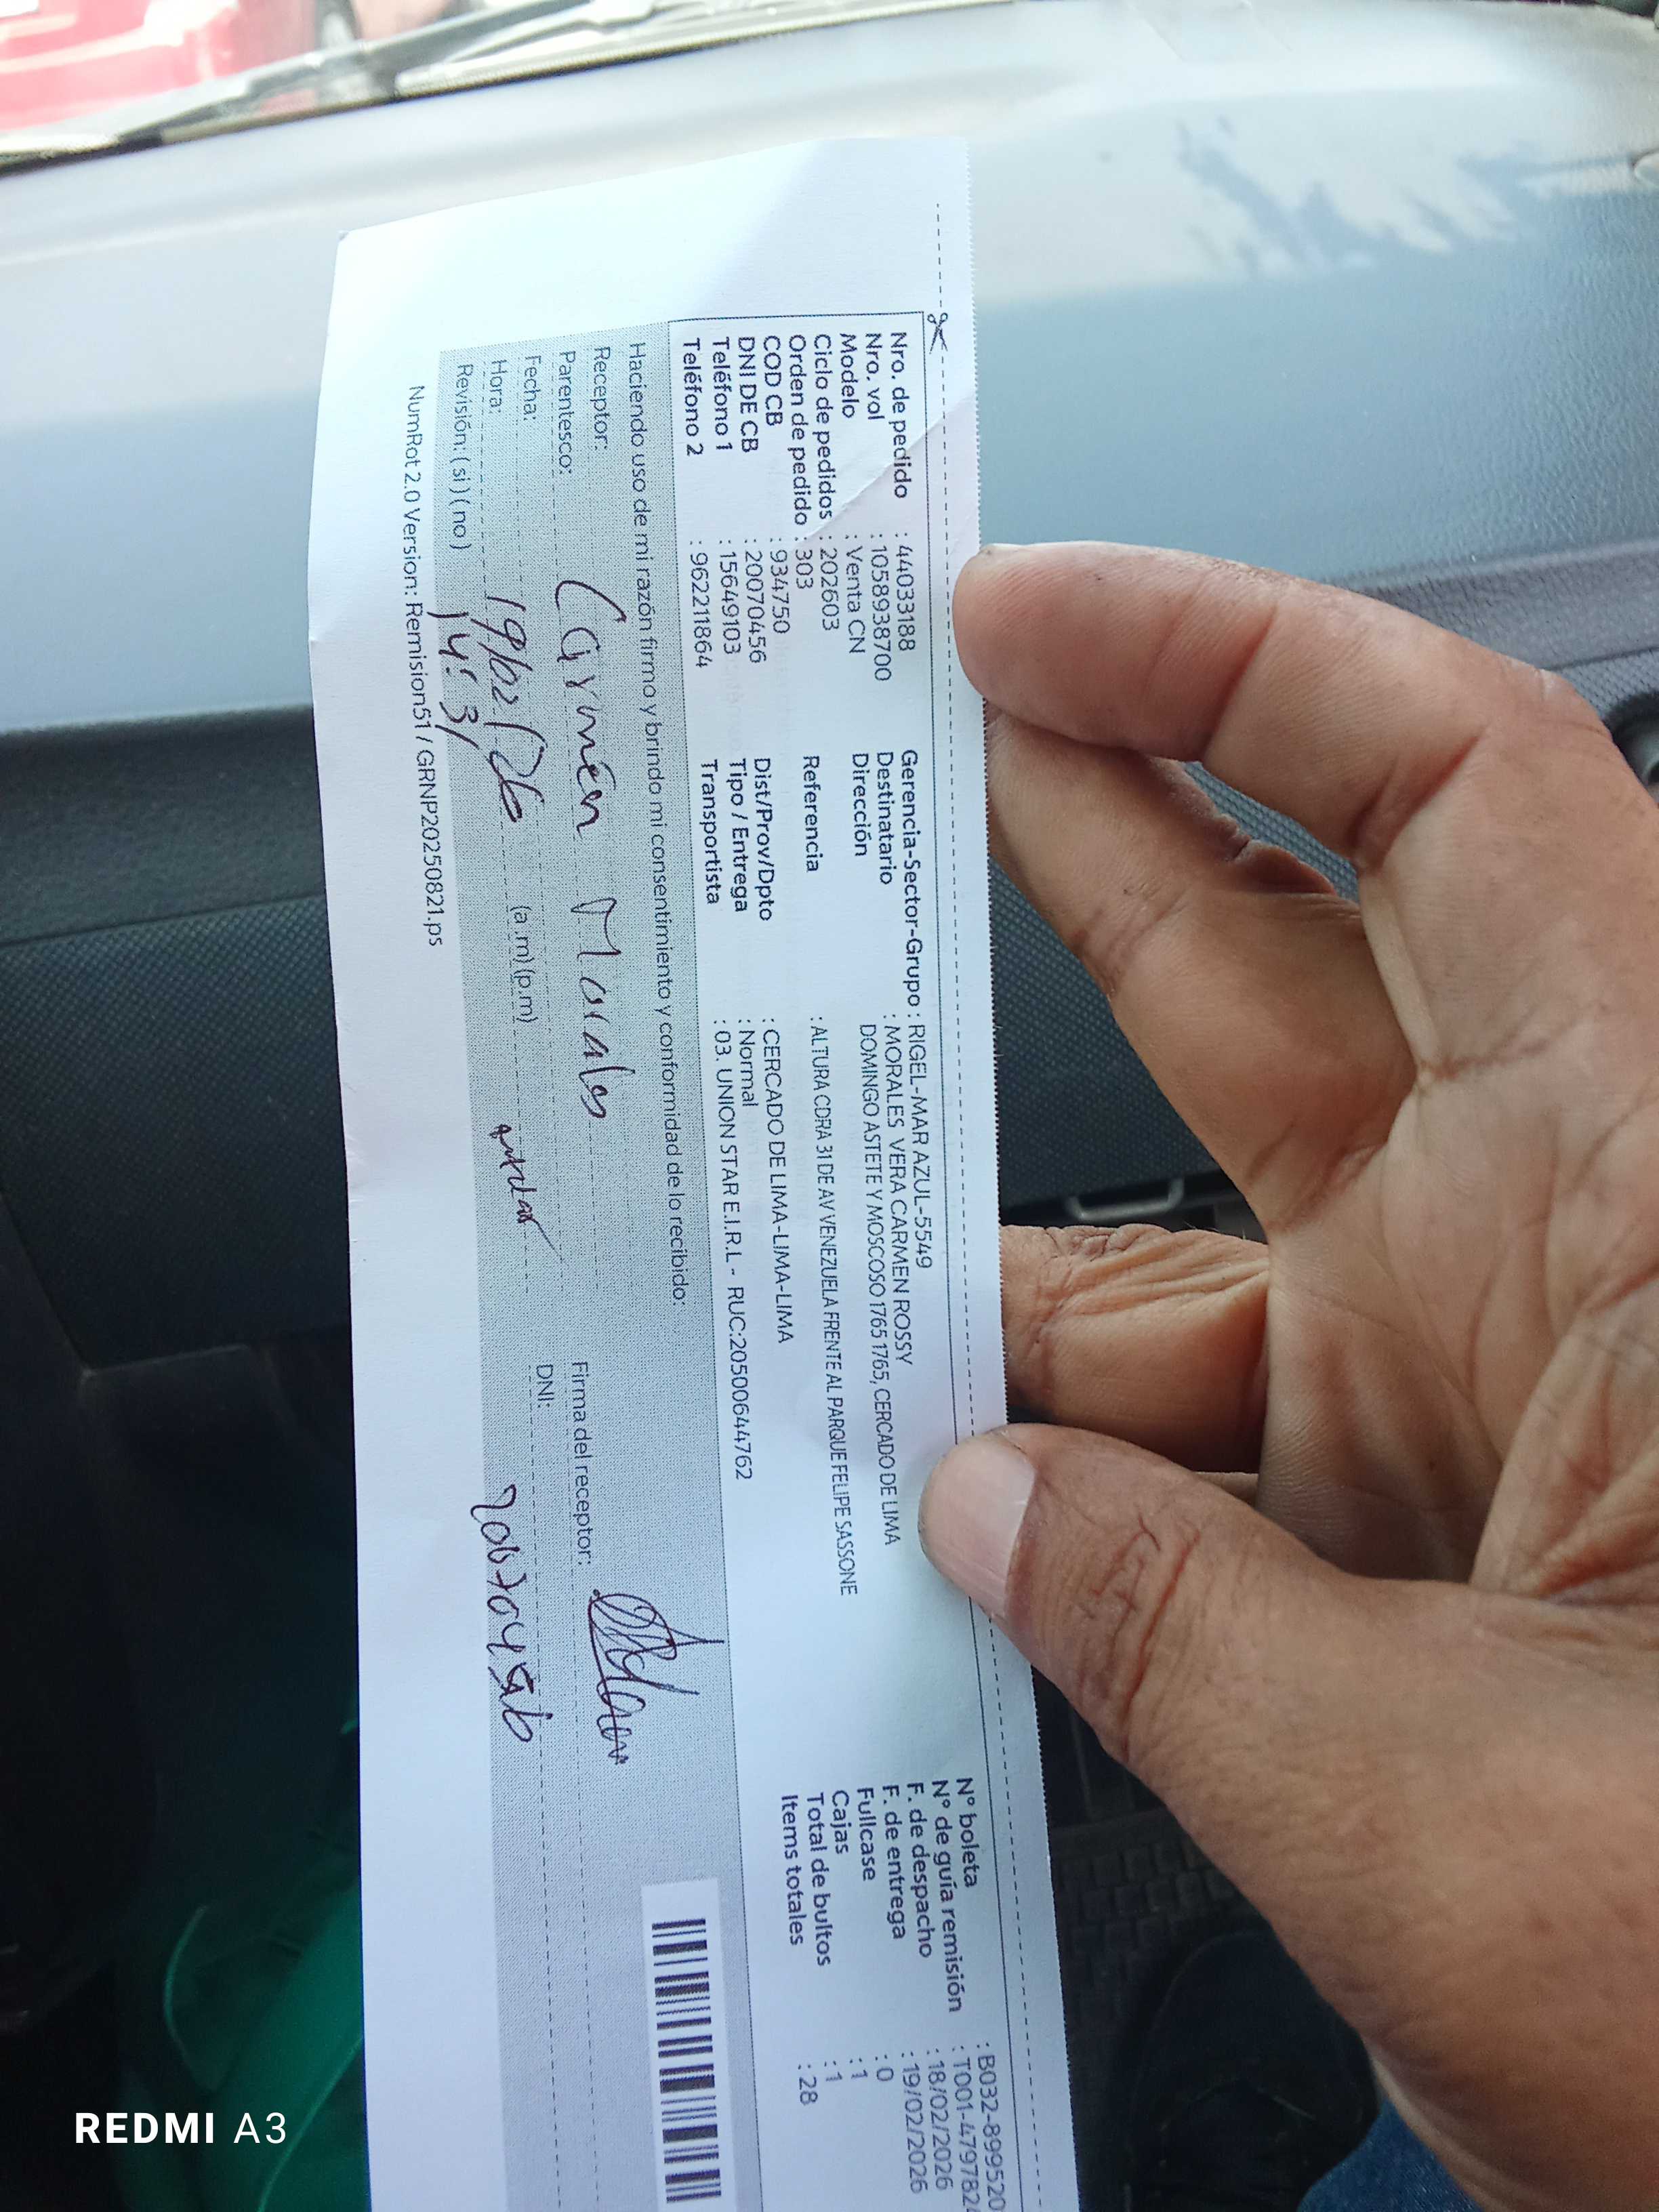 Nro. de pedido : 44033188
Nro. vol : 1058938700
Modelo : Venta CN
Ciclo de pedidos : 202603
Orden de pedido : 303
COD CB : 934750
DNI DE CB : 20070456
Teléfono 1 : 15649103
Teléfono 2 : 962211864
Gerencia-Sector-Grupo : RIGEL-MAR AZUL-5549
Destinatario : MORALES VERA CARMEN ROSSY
Dirección DOMINGO ASTETE Y MOSCOSO 1765 1765, CERCADO DE LIMA
Referencia : ALTURA CDRA 31 DE AV VENEZUELA FRENTE AL PARQUE FELIPE SASSONE
Dist/Prov/Dpto : CERCADO DE LIMA-LIMA-LIMA
Tipo / Entrega : Normal
Transportista : 03. UNION STAR E.I.R.L - RUC:20500644762
N° boleta : B032-899520
N° de guía remisión : T001-4797824
F. de despacho : 18/02/2026
F. de entrega : 19/02/2026
Fullcase : 0
Cajas : 1
Total de bultos : 1
Items totales : 28
Haciendo uso de mi razón firmo y brindo mi consentimiento y conformidad de lo recibido:
Receptor: Carmen Morales
Parentesco:
Fecha: 19/02/26
Hora: 14:31 (a.m) (p.m)
Revisión: ( si ) ( no )
Firma del receptor:
DNI: 20070456
NumRot 2.0 Version: Remision51 / GRNP20250821.ps
REDMI A3